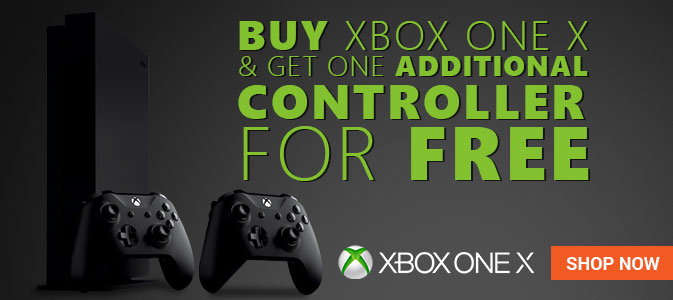 BUY XBOX ONE X
& GET ONE ADDITIONAL
CONTROLLER
FOR FREE
XBOX ONE X
SHOP NOW